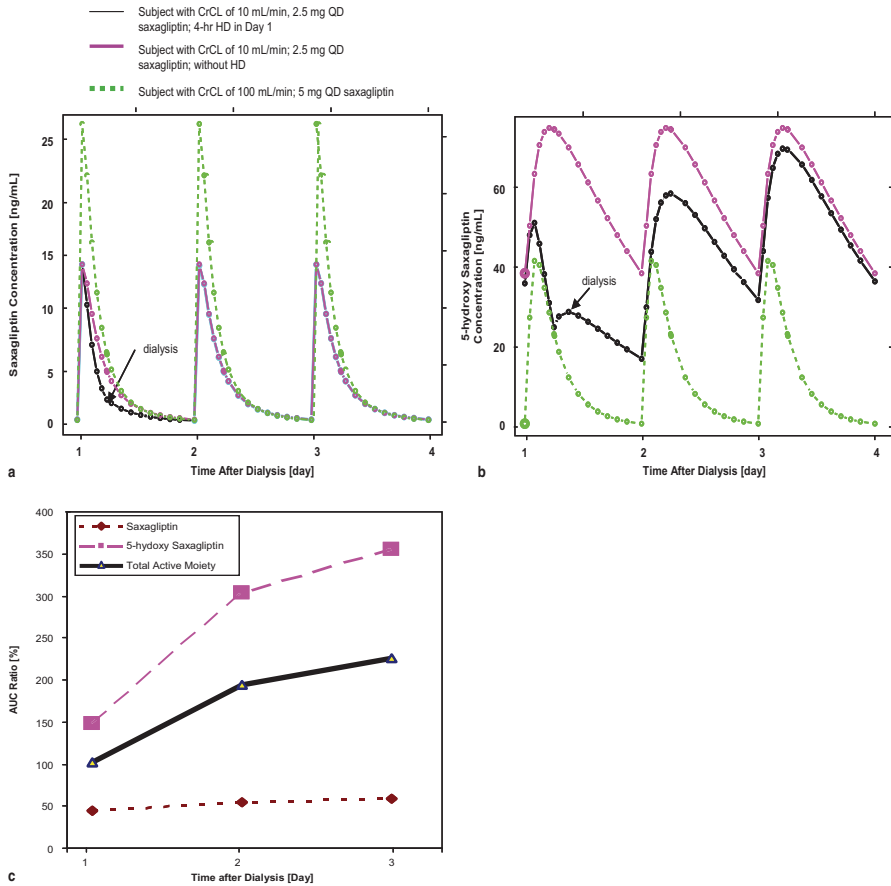 Subject with CrCL of 10 mL/min, 2.5 mg QD
saxagliptin; 4-hr HD in Day 1
Subject with CrCL of 10 mL/min; 2.5 mg QD
saxagliptin; without HD
Subject with CrCL of 100 mL/min; 5 mg QD saxagliptin
Saxagliptin Concentration [ng/mL]
25
20
15
10
5
0
dialysis
1
2
3
4
Time After Dialysis [day]
a
5-hydroxy Saxagliptin
Concentration [ng/mL]
60
40
20
0
dialysis
1
2
3
4
Time After Dialysis [day]
b
AUC Ratio [%]
400
350
300
250
200
150
100
50
0
Saxagliptin
5-hydoxy Saxagliptin
Total Active Moiety
1
2
3
Time after Dialysis [Day]
c